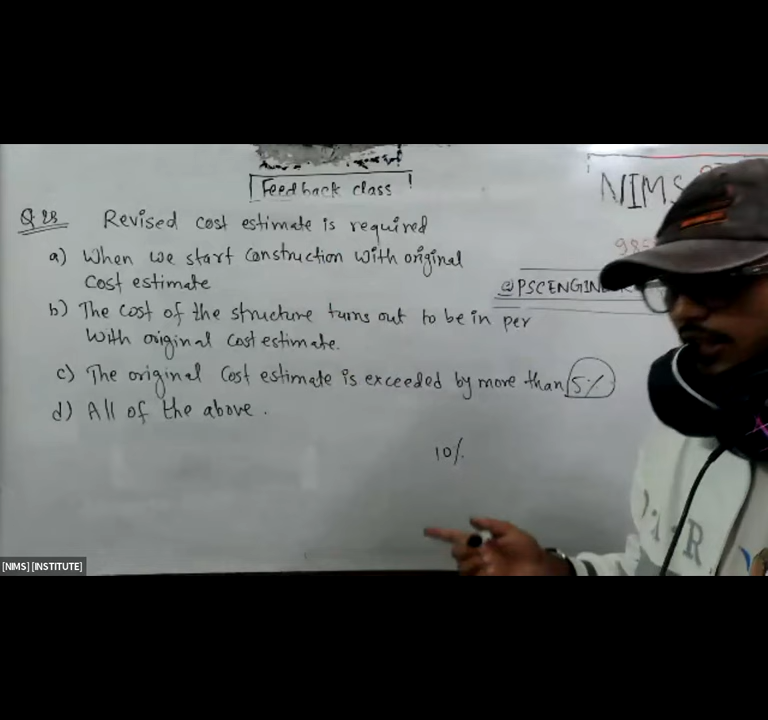 Feedback class !
NIMS
Q 28 Revised cost estimate is required
98
a) When we start construction with original
cost estimate
@PSCENGIN
b) The cost of the structure turns out to be in per
with original cost estimate.
c) The original cost estimate is exceeded by more than 5%
d) All of the above.
10%
[NIMS] [INSTITUTE]